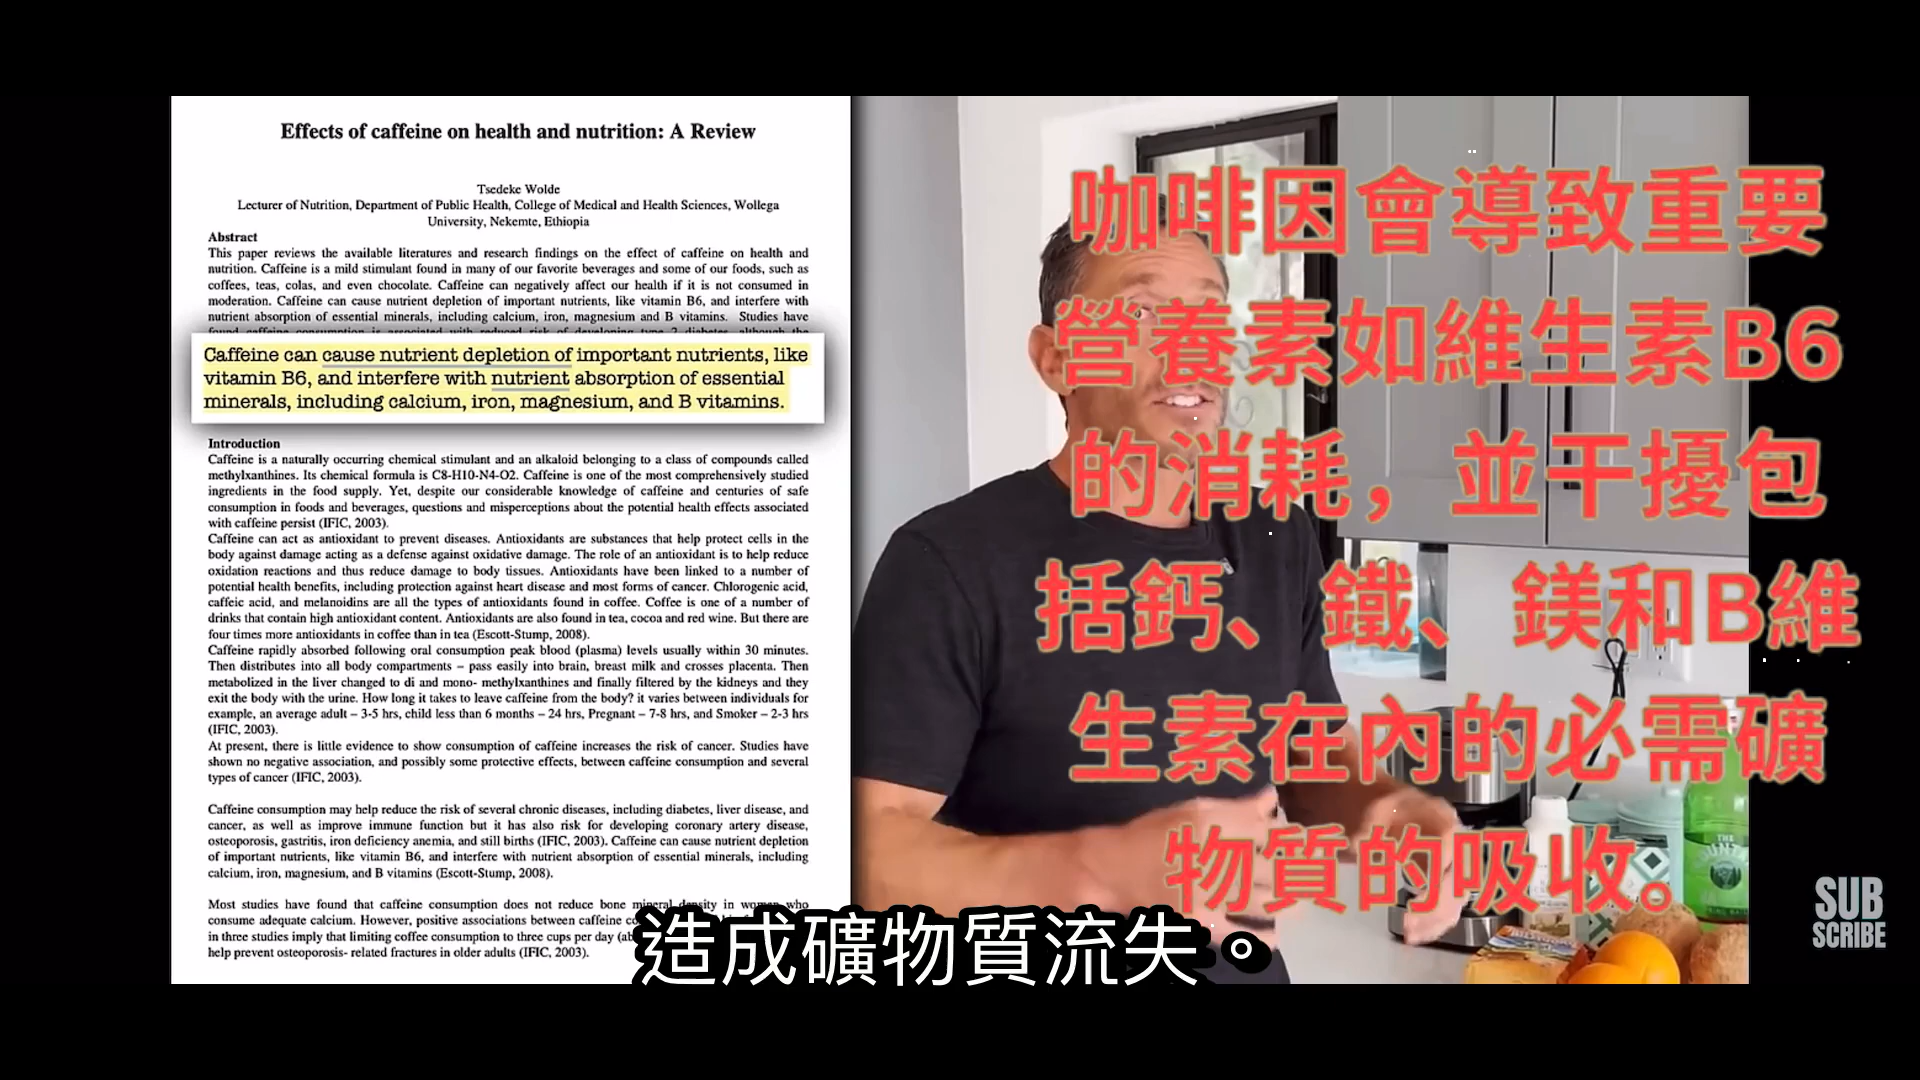 Effects of caffeine on health and nutrition: A Review
Tsedeke Wolde
Lecturer of Nutrition, Department of Public Health, College of Medical and Health Sciences, Wollega
University, Nekemte, Ethiopia
Abstract
This paper reviews the available literatures and research findings on the effect of caffeine on health and
nutrition. Caffeine is a mild stimulant found in many of our favorite beverages and some of our foods, such as
coffees, teas, colas, and even chocolate. Caffeine can negatively affect our health if it is not consumed in
moderation. Caffeine can cause nutrient depletion of important nutrients, like vitamin B6, and interfere with
nutrient absorption of essential minerals, including calcium, iron, magnesium and B vitamins. Studies have
found caffeine consumption is associated with reduced risk of developing type 2 diabetes, although the
Caffeine can cause nutrient depletion of important nutrients, like
vitamin B6, and interfere with nutrient absorption of essential
minerals, including calcium, iron, magnesium, and B vitamins.
Introduction
Caffeine is a naturally occurring chemical stimulant and an alkaloid belonging to a class of compounds called
methylxanthines. Its chemical formula is C8-H10-N4-O2. Caffeine is one of the most comprehensively studied
ingredients in the food supply. Yet, despite our considerable knowledge of caffeine and centuries of safe
consumption in foods and beverages, questions and misperceptions about the potential health effects associated
with caffeine persist (IFIC, 2003).
Caffeine can act as antioxidant to prevent diseases. Antioxidants are substances that help protect cells in the
body against damage acting as a defense against oxidative damage. The role of an antioxidant is to help reduce
oxidation reactions and thus reduce damage to body tissues. Antioxidants have been linked to a number of
potential health benefits, including protection against heart disease and most forms of cancer. Chlorogenic acid,
caffeic acid, and melanoidins are all the types of antioxidants found in coffee. Coffee is one of a number of
drinks that contain high antioxidant content. Antioxidants are also found in tea, cocoa and red wine. But there are
four times more antioxidants in coffee than in tea (Escott-Stump, 2008).
Caffeine rapidly absorbed following oral consumption peak blood (plasma) levels usually within 30 minutes.
Then distributes into all body compartments – pass easily into brain, breast milk and crosses placenta. Then
metabolized in the liver changed to di and mono- methylxanthines and finally filtered by the kidneys and they
exit the body with the urine. How long it takes to leave caffeine from the body? it varies between individuals for
example, an average adult – 3-5 hrs, child less than 6 months – 24 hrs, Pregnant – 7-8 hrs, and Smoker – 2-3 hrs
(IFIC, 2003).
At present, there is little evidence to show consumption of caffeine increases the risk of cancer. Studies have
shown no negative association, and possibly some protective effects, between caffeine consumption and several
types of cancer (IFIC, 2003).
Caffeine consumption may help reduce the risk of several chronic diseases, including diabetes, liver disease, and
cancer, as well as improve immune function but it has also risk for developing coronary artery disease,
osteoporosis, gastritis, iron deficiency anemia, and still births (IFIC, 2003). Caffeine can cause nutrient depletion
of important nutrients, like vitamin B6, and interfere with nutrient absorption of essential minerals, including
calcium, iron, magnesium, and B vitamins (Escott-Stump, 2008).
Most studies have found that caffeine consumption does not reduce bone mineral density in women who
consume adequate calcium. However, positive associations between caffeine
in three studies imply that limiting coffee consumption to three cups per day
help prevent osteoporosis- related fractures in older adults (IFIC, 2003).
咖啡因會導致重要
營養素如維生素B6
的消耗，並干擾包
括鈣、鐵、鎂和B維
生素在內的必需礦
物質的吸收。
造成礦物質流失。
SUB
SCRIBE